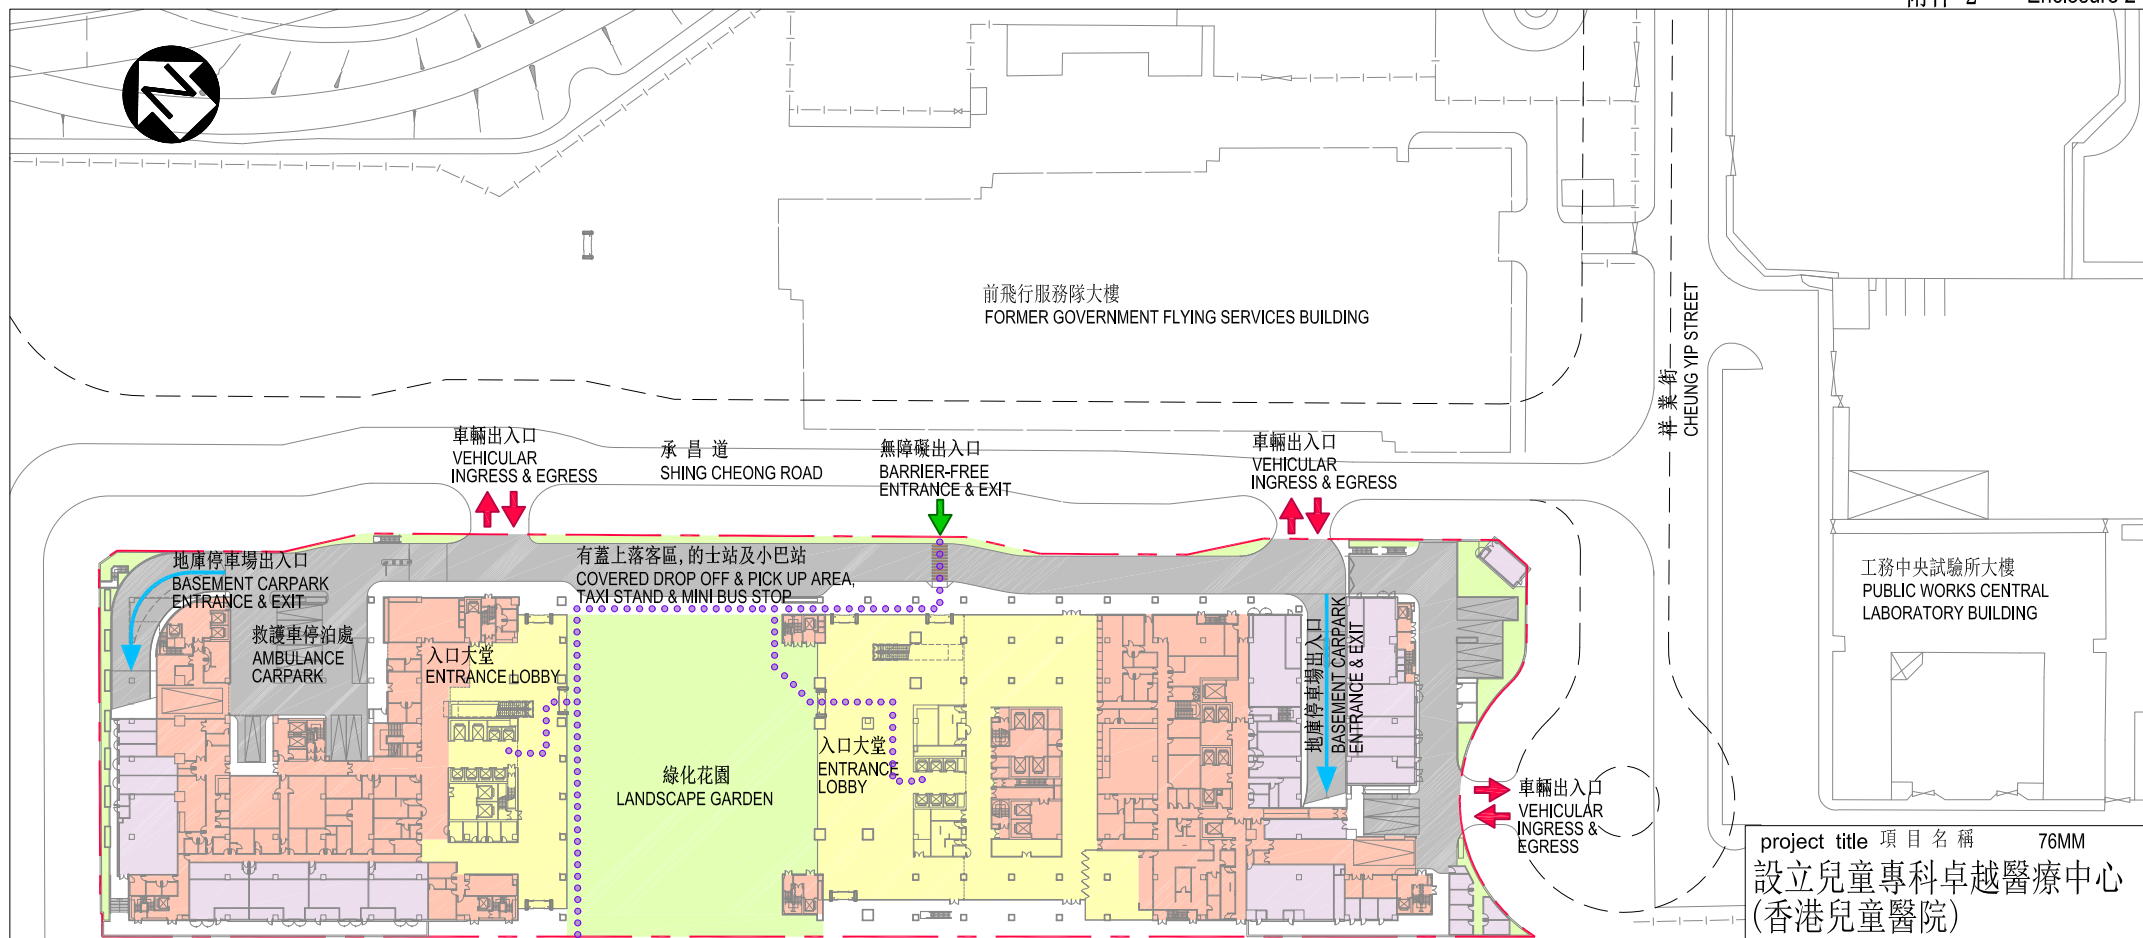 附件 2 Enclosure 2
前飛行服務隊大樓
FORMER GOVERNMENT FLYING SERVICES BUILDING
祥業街
CHEUNG YIP STREET
車輛出入口
VEHICULAR
INGRESS & EGRESS
承昌道
SHING CHEONG ROAD
無障礙出入口
BARRIER-FREE
ENTRANCE & EXIT
車輛出入口
VEHICULAR
INGRESS & EGRESS
地庫停車場出入口
BASEMENT CARPARK
ENTRANCE & EXIT
有蓋上落客區, 的士站及小巴站
COVERED DROP OFF & PICK UP AREA,
TAXI STAND & MINI BUS STOP
工務中央試驗所大樓
PUBLIC WORKS CENTRAL
LABORATORY BUILDING
救護車停泊處
AMBULANCE
CARPARK
入口大堂
ENTRANCE LOBBY
地庫停車場出入口
BASEMENT CARPARK
ENTRANCE & EXIT
入口大堂
ENTRANCE
LOBBY
綠化花園
LANDSCAPE GARDEN
車輛出入口
VEHICULAR
INGRESS &
EGRESS
project title 項目名稱 76MM
設立兒童專科卓越醫療中心
(香港兒童醫院)
N